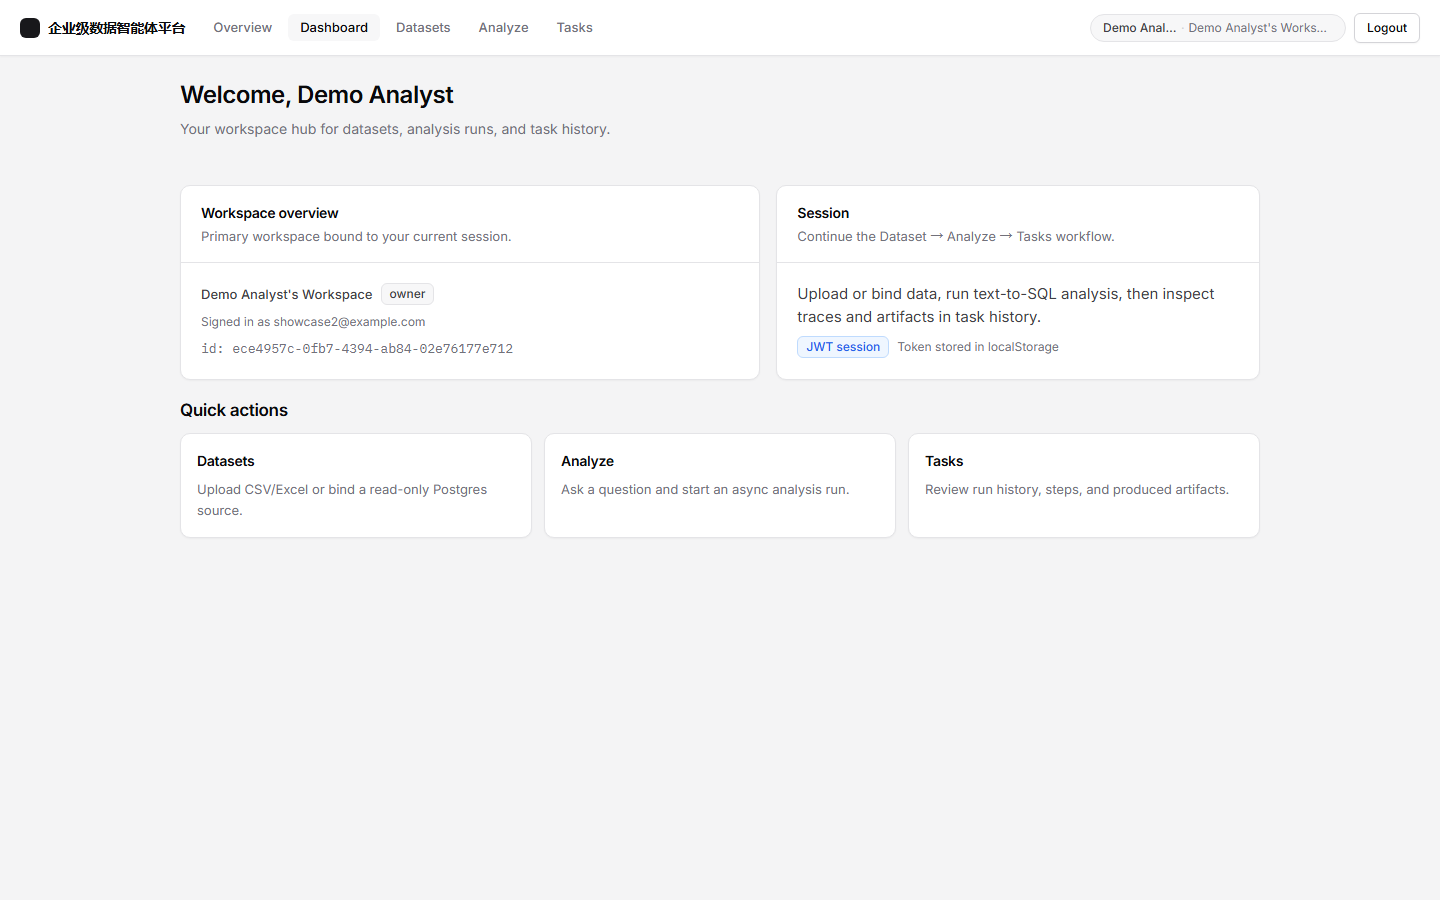 企业级数据智能体平台 Overview Dashboard Datasets Analyze Tasks Demo Anal... · Demo Analyst's Works... Logout
Welcome, Demo Analyst
Your workspace hub for datasets, analysis runs, and task history.
Workspace overview
Primary workspace bound to your current session.
Demo Analyst's Workspace owner
Signed in as showcase2@example.com
id: ece4957c-0fb7-4394-ab84-02e76177e712
Session
Continue the Dataset → Analyze → Tasks workflow.
Upload or bind data, run text-to-SQL analysis, then inspect
traces and artifacts in task history.
JWT session Token stored in localStorage
Quick actions
Datasets
Upload CSV/Excel or bind a read-only Postgres
source.
Analyze
Ask a question and start an async analysis run.
Tasks
Review run history, steps, and produced artifacts.